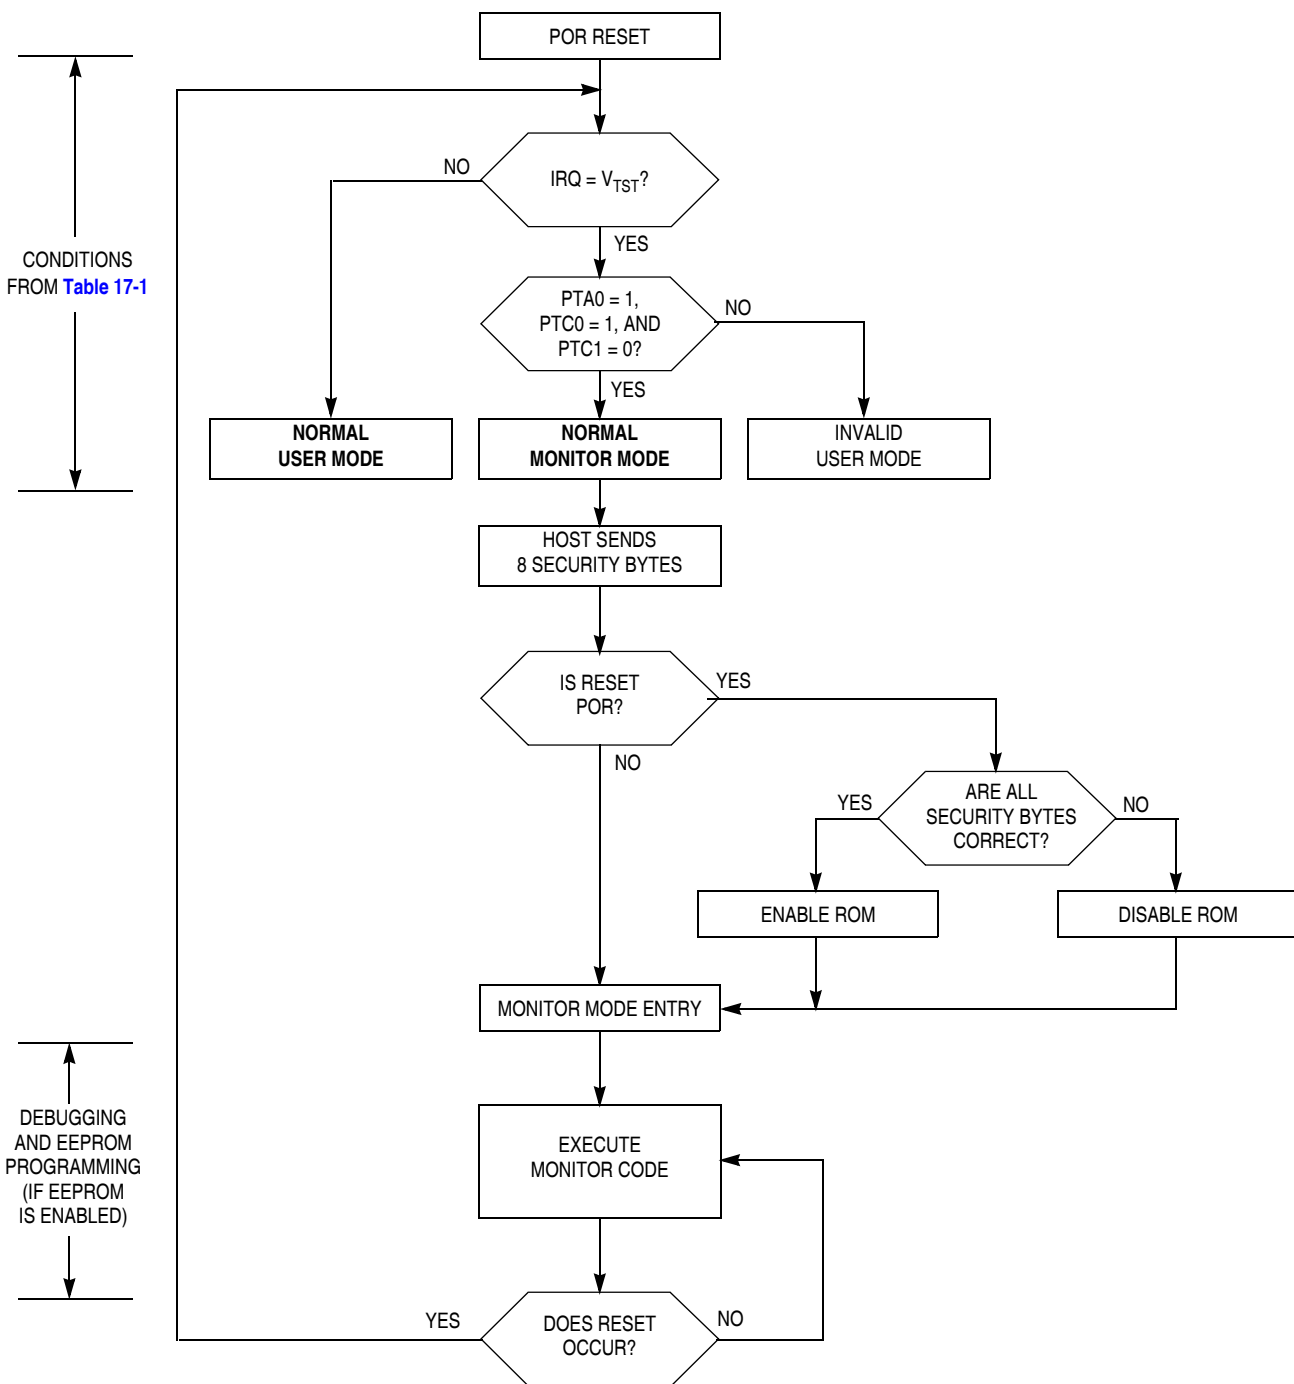 POR RESET
NO
IRQ = VTST?
YES
CONDITIONS
FROM Table 17-1
PTA0 = 1,
PTC0 = 1, AND
PTC1 = 0?
NO
YES
NORMAL
USER MODE
NORMAL
MONITOR MODE
INVALID
USER MODE
HOST SENDS
8 SECURITY BYTES
IS RESET
POR?
YES
NO
ARE ALL
SECURITY BYTES
CORRECT?
YES
NO
ENABLE ROM
DISABLE ROM
MONITOR MODE ENTRY
DEBUGGING
AND EEPROM
PROGRAMMING
(IF EEPROM
IS ENABLED)
EXECUTE
MONITOR CODE
YES
DOES RESET
OCCUR?
NO